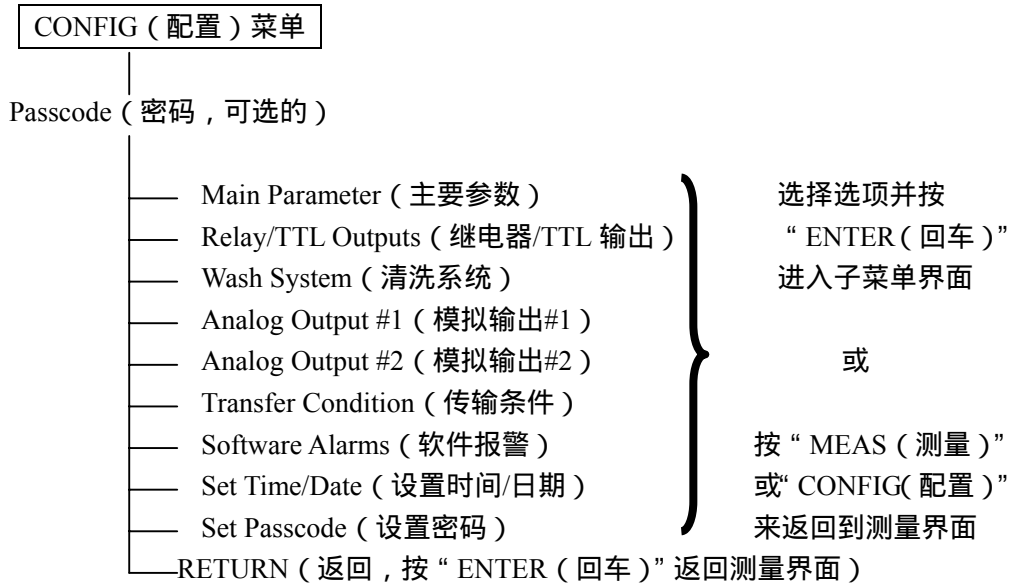 CONFIG（配置）菜单
Passcode（密码，可选的）
Main Parameter（主要参数）
Relay/TTL Outputs（继电器/TTL 输出）
Wash System（清洗系统）
Analog Output #1（模拟输出#1）
Analog Output #2（模拟输出#2）
Transfer Condition（传输条件）
Software Alarms（软件报警）
Set Time/Date（设置时间/日期）
Set Passcode（设置密码）
RETURN（返回，按“ENTER（回车）”返回测量界面）
选择选项并按
“ENTER（回车）”
进入子菜单界面
或
按“MEAS（测量）”
或“CONFIG（配置）”
来返回到测量界面